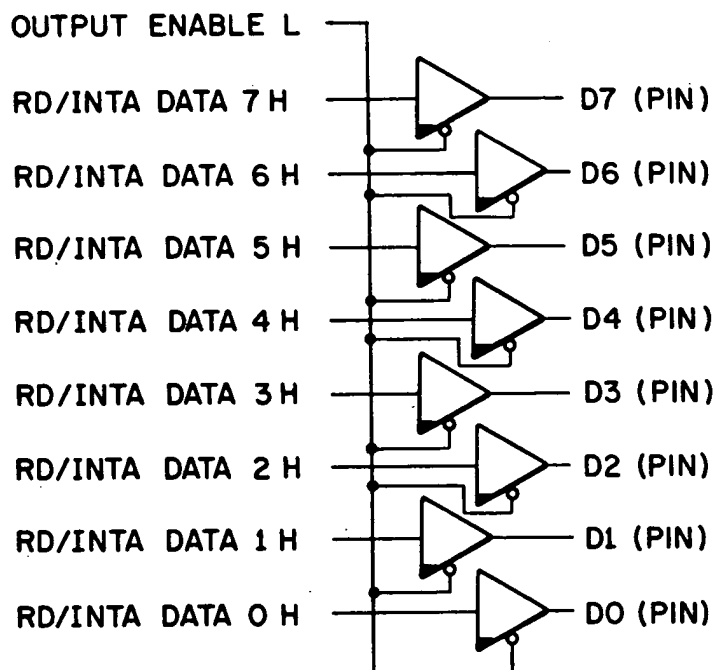 OUTPUT ENABLE L
RD/INTA DATA 7 H D7 (PIN)
RD/INTA DATA 6 H D6 (PIN)
RD/INTA DATA 5 H D5 (PIN)
RD/INTA DATA 4 H D4 (PIN)
RD/INTA DATA 3 H D3 (PIN)
RD/INTA DATA 2 H D2 (PIN)
RD/INTA DATA 1 H D1 (PIN)
RD/INTA DATA 0 H D0 (PIN)